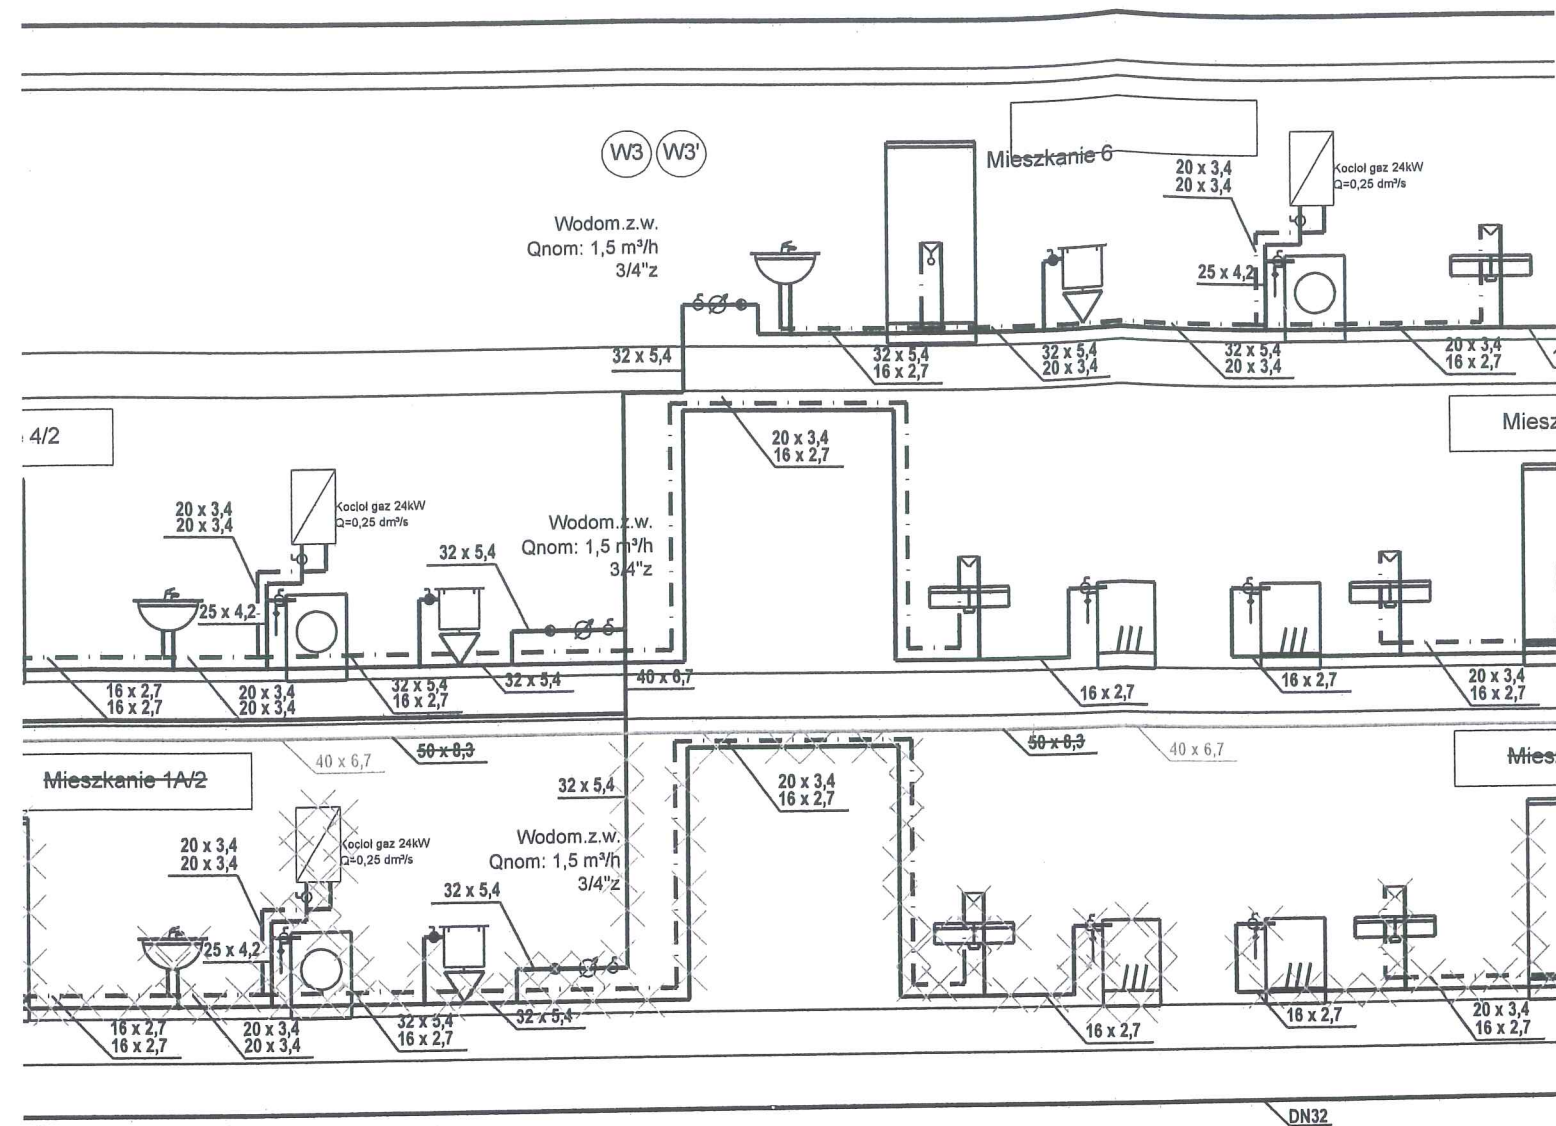 W3
W3'
Mieszkanie 6
20 x 3,4
20 x 3,4
Kocioł gaz 24kW
Q=0,25 dm³/s
Wodom.z.w.
Qnom: 1,5 m³/h
3/4"z
25 x 4,2
32 x 5,4
32 x 5,4
16 x 2,7
32 x 5,4
20 x 3,4
32 x 5,4
20 x 3,4
20 x 3,4
16 x 2,7
4/2
Miesz
20 x 3,4
16 x 2,7
20 x 3,4
20 x 3,4
Kocioł gaz 24kW
Q=0,25 dm³/s
Wodom.z.w.
Qnom: 1,5 m³/h
3/4"z
32 x 5,4
25 x 4,2
16 x 2,7
16 x 2,7
20 x 3,4
20 x 3,4
32 x 5,4
16 x 2,7
32 x 5,4
40 x 6,7
16 x 2,7
16 x 2,7
20 x 3,4
16 x 2,7
40 x 6,7
50 x 8,3
50 x 8,3
40 x 6,7
Mieszkanie 1A/2
Mies
32 x 5,4
20 x 3,4
16 x 2,7
20 x 3,4
20 x 3,4
Kocioł gaz 24kW
Q=0,25 dm³/s
Wodom.z.w.
Qnom: 1,5 m³/h
3/4"z
32 x 5,4
25 x 4,2
16 x 2,7
16 x 2,7
20 x 3,4
20 x 3,4
32 x 5,4
16 x 2,7
32 x 5,4
16 x 2,7
16 x 2,7
20 x 3,4
16 x 2,7
DN32